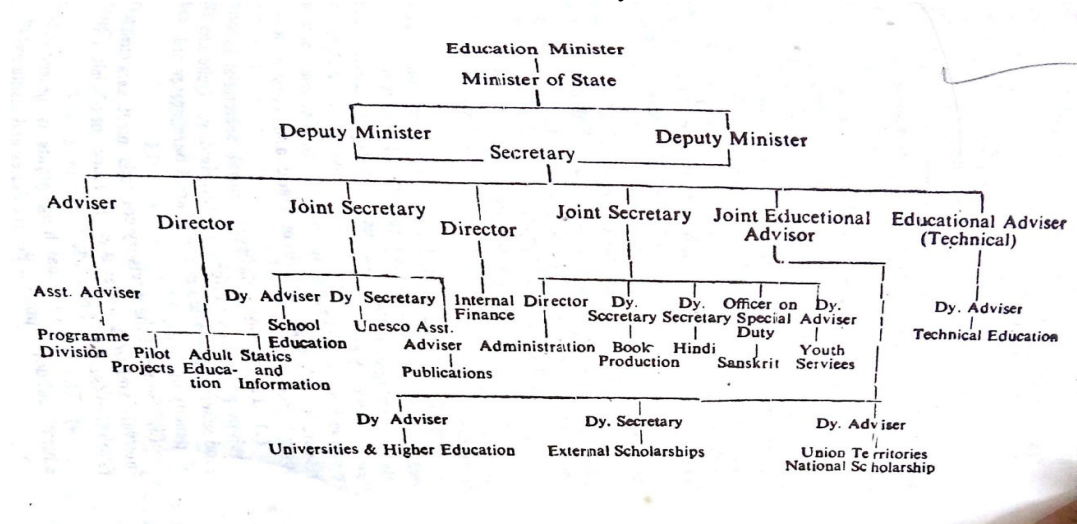 Education Minister
Minister of State
Deputy Minister
Deputy Minister
Secretary
Adviser
Director
Joint Secretary
Director
Joint Secretary
Joint Educetional
Advisor
Educational Adviser
(Technical)
Asst. Adviser
Programme
Division
Pilot
Projects
Adult
Educa-
tion
Statics
and
Information
Dy Adviser
School
Education
Dy Secretary
Unesco
Asst.
Adviser
Publications
Internal
Finance
Director
Administration
Dy.
Secretary
Book
Production
Dy.
Secretary
Hindi
Officer on
Special
Duty
Sanskrit
Dy.
Adviser
Youth
Services
Dy. Adviser
Technical Education
Dy Adviser
Universities & Higher Education
Dy. Secretary
External Scholarships
Dy. Adviser
Union Territories
National Scholarship